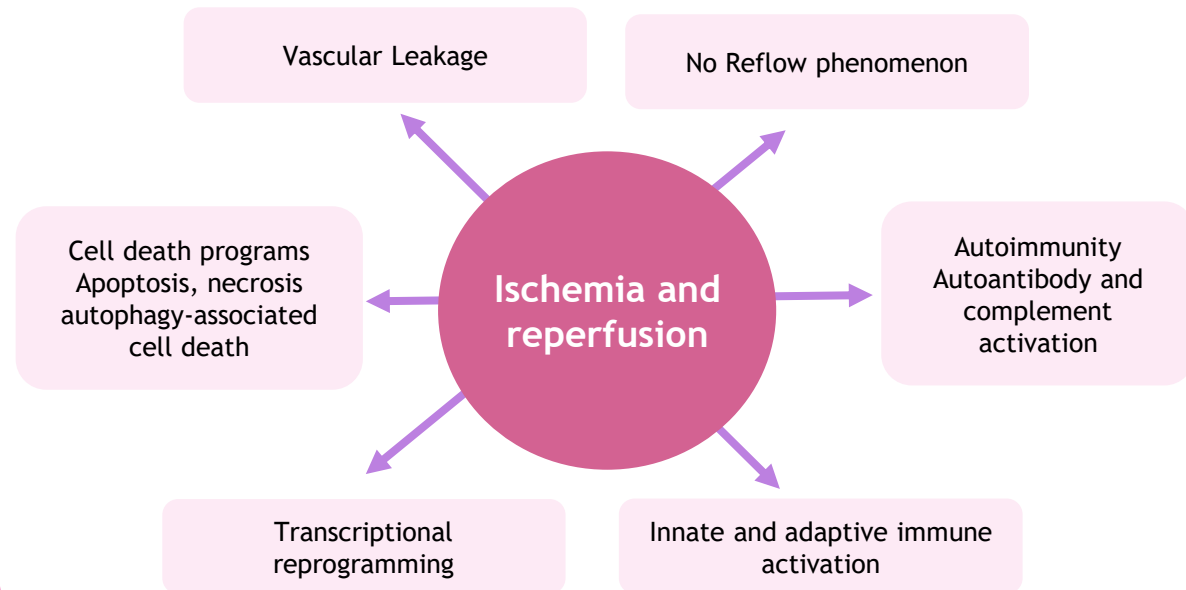 Vascular Leakage
No Reflow phenomenon
Cell death programs
Apoptosis, necrosis
autophagy-associated
cell death
Ischemia and
reperfusion
Autoimmunity
Autoantibody and
complement
activation
Transcriptional
reprogramming
Innate and adaptive immune
activation